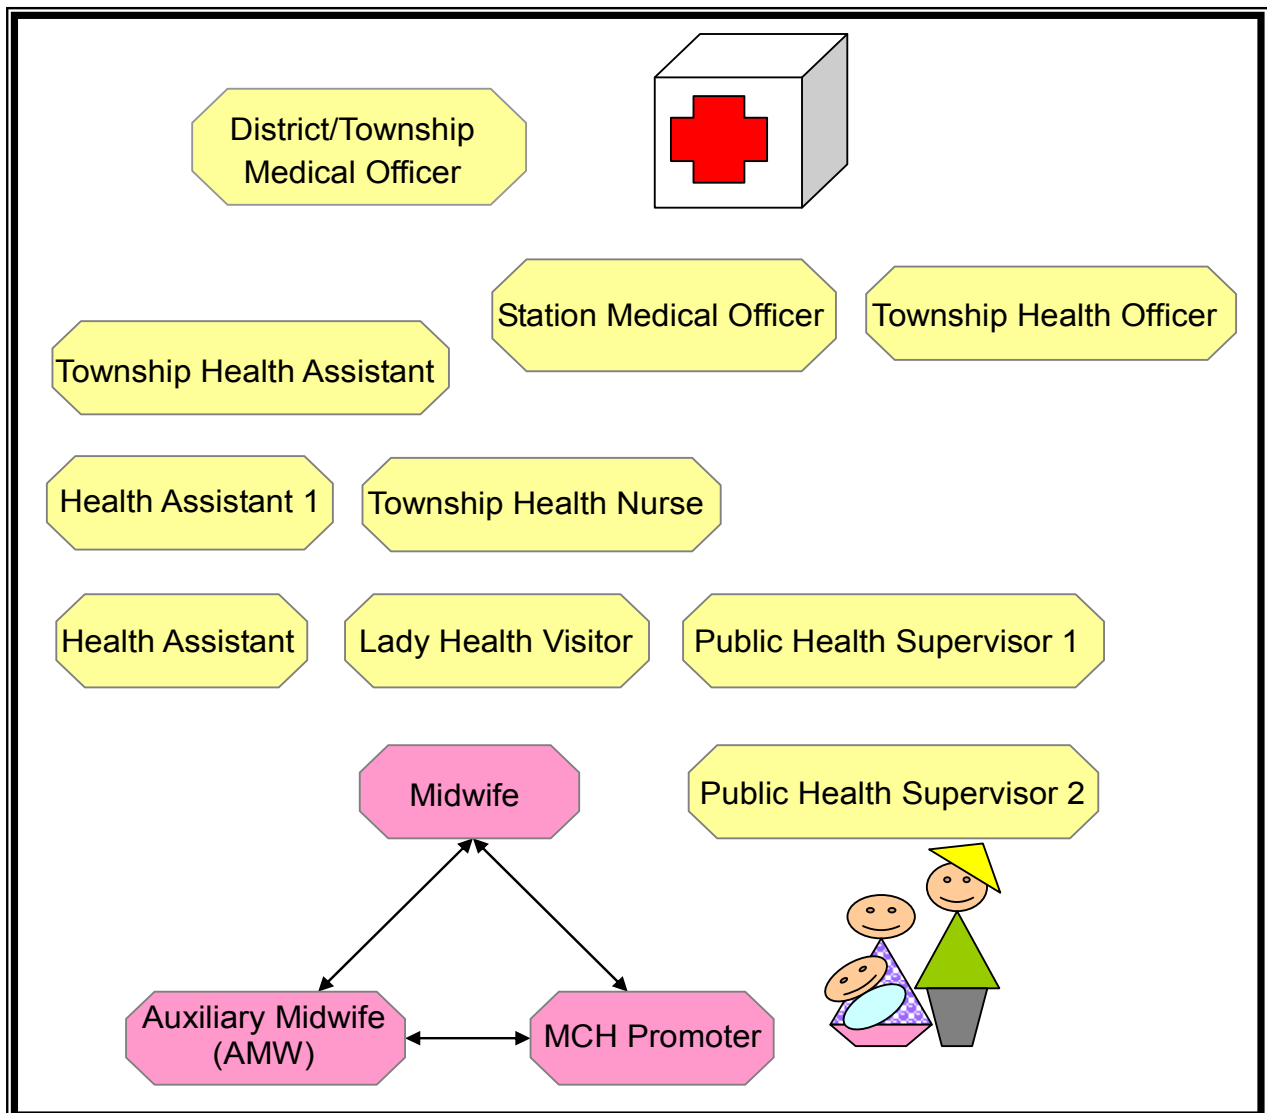 District/Township
Medical Officer
Station Medical Officer
Township Health Officer
Township Health Assistant
Health Assistant 1
Township Health Nurse
Health Assistant
Lady Health Visitor
Public Health Supervisor 1
Midwife
Public Health Supervisor 2
Auxiliary Midwife
(AMW)
MCH Promoter